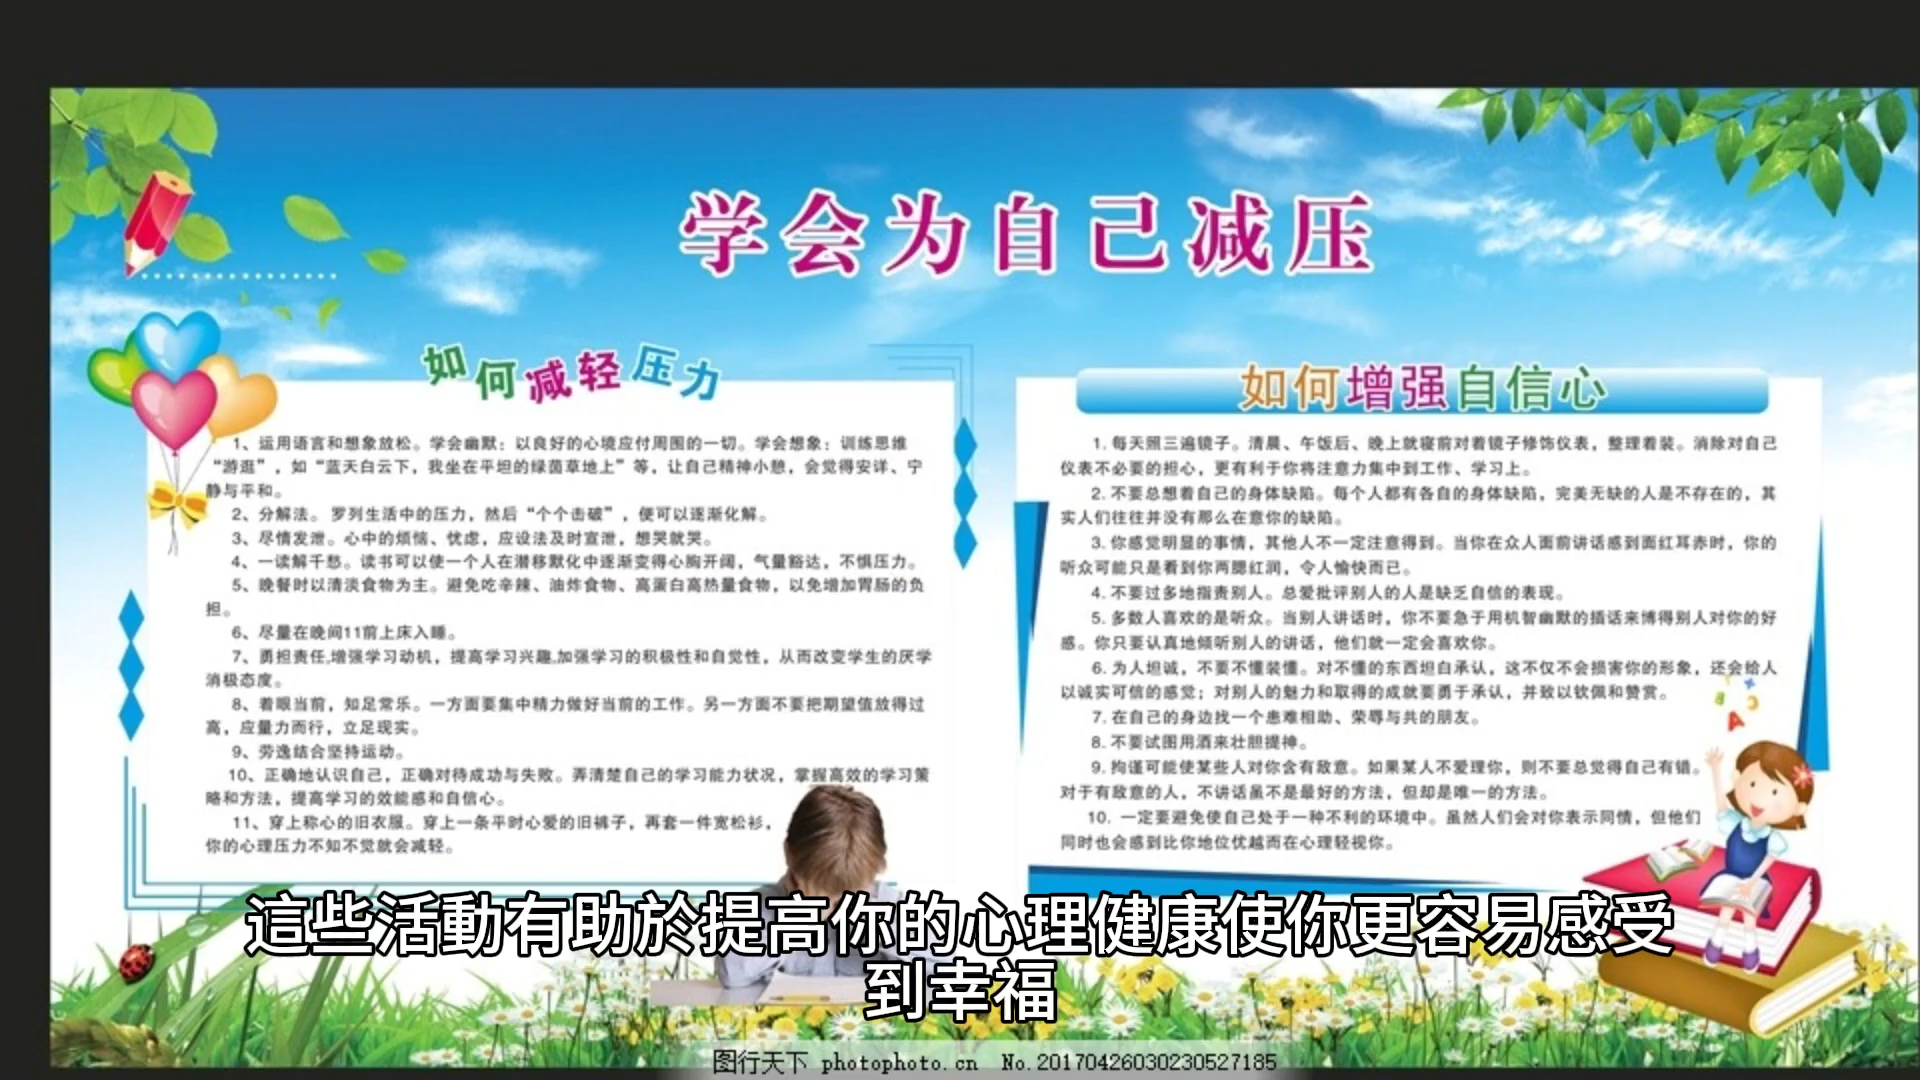 学会为自己减压
如何减轻压力
1、运用语言和想象放松。学会幽默：以良好的心境应付周围的一切。学会想象：训练思维
“游逛”，如“蓝天白云下，我坐在平坦的绿茵草地上”等，让自己精神小憩，会觉得安详、宁
静与平和。
2、分解法。 罗列生活中的压力，然后“个个击破”，便可以逐渐化解。
3、尽情发泄。心中的烦恼、忧虑，应设法及时宣泄，想哭就哭。
4、一读解千愁。读书可以使一个人在潜移默化中逐渐变得心胸开阔，气量豁达，不惧压力。
5、晚餐时以清淡食物为主。避免吃辛辣、油炸食物、高蛋白高热量食物，以免增加胃肠的负
担。
6、尽量在晚间11前上床入睡。
7、勇担责任,增强学习动机，提高学习兴趣,加强学习的积极性和自觉性，从而改变学生的厌学
消极态度。
8、着眼当前，知足常乐。一方面要集中精力做好当前的工作。另一方面不要把期望值放得过
高，应量力而行，立足现实。
9、劳逸结合坚持运动。
10、正确地认识自己，正确对待成功与失败。弄清楚自己的学习能力状况，掌握高效的学习策
略和方法，提高学习的效能感和自信心。
11、穿上称心的旧衣服。穿上一条平时心爱的旧裤子，再套一件宽松衫，
你的心理压力不知不觉就会减轻。
如何增强自信心
1. 每天照三遍镜子。清晨、午饭后、晚上就寝前对着镜子修饰仪表，整理着装。消除对自己
仪表不必要的担心，更有利于你将注意力集中到工作、学习上。
2. 不要总想着自己的身体缺陷。每个人都有各自的身体缺陷，完美无缺的人是不存在的，其
实人们往往并没有那么在意你的缺陷。
3. 你感觉明显的事情，其他人不一定注意得到。当你在众人面前讲话感到面红耳赤时，你的
听众可能只是看到你两腮红润，令人愉快而已。
4. 不要过多地指责别人。总爱批评别人的人是缺乏自信的表现。
5. 多数人喜欢的是听众。当别人讲话时，你不要急于用机智幽默的插话来博得别人对你的好
感。你只要认真地倾听别人的讲话，他们就一定会喜欢你。
6. 为人坦诚，不要不懂装懂。对不懂的东西坦白承认，这不仅不会损害你的形象，还会给人
以诚实可信的感觉；对别人的魅力和取得的成就要勇于承认，并致以钦佩和赞赏。
7. 在自己的身边找一个患难相助、荣辱与共的朋友。
8. 不要试图用酒来壮胆提神。
9. 拘谨可能使某些人对你含有敌意。如果某人不爱理你，则不要总觉得自己有错。
对于有敌意的人，不讲话虽不是最好的方法，但却是唯一的方法。
10. 一定要避免使自己处于一种不利的环境中。虽然人们会对你表示同情，但他们
同时也会感到比你地位优越而在心理轻视你。
這些活動有助於提高你的心理健康使你更容易感受
到幸福
图行天下 photophoto.cn No.20170426030230527185